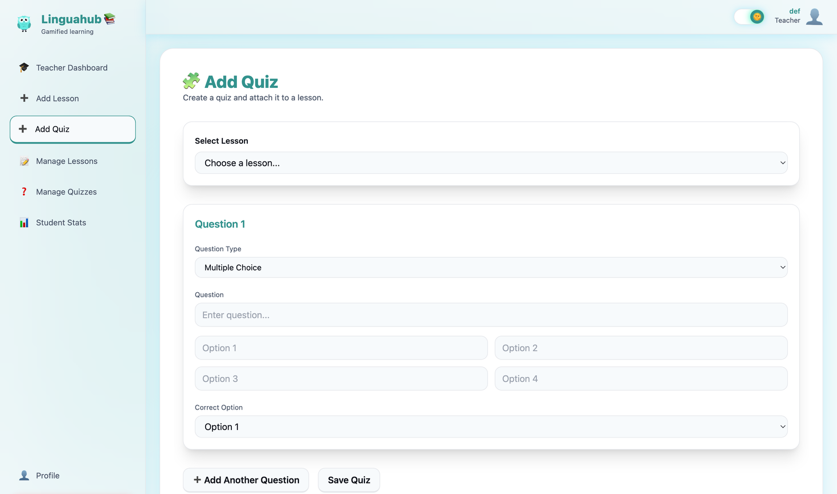 Linguahub
Gamified learning
def
Teacher
Teacher Dashboard
Add Lesson
Add Quiz
Manage Lessons
Manage Quizzes
Student Stats
Profile
Add Quiz
Create a quiz and attach it to a lesson.
Select Lesson
Choose a lesson...
Question 1
Question Type
Multiple Choice
Question
Enter question...
Option 1
Option 2
Option 3
Option 4
Correct Option
Option 1
+ Add Another Question
Save Quiz